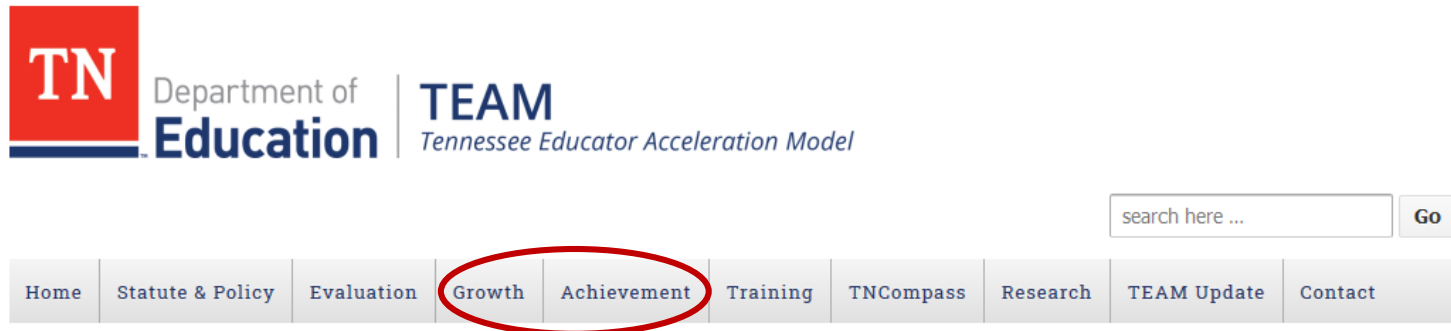 TN
Department of
Education
TEAM
Tennessee Educator Acceleration Model
search here ...
Go
Home
Statute & Policy
Evaluation
Growth
Achievement
Training
TNCompass
Research
TEAM Update
Contact